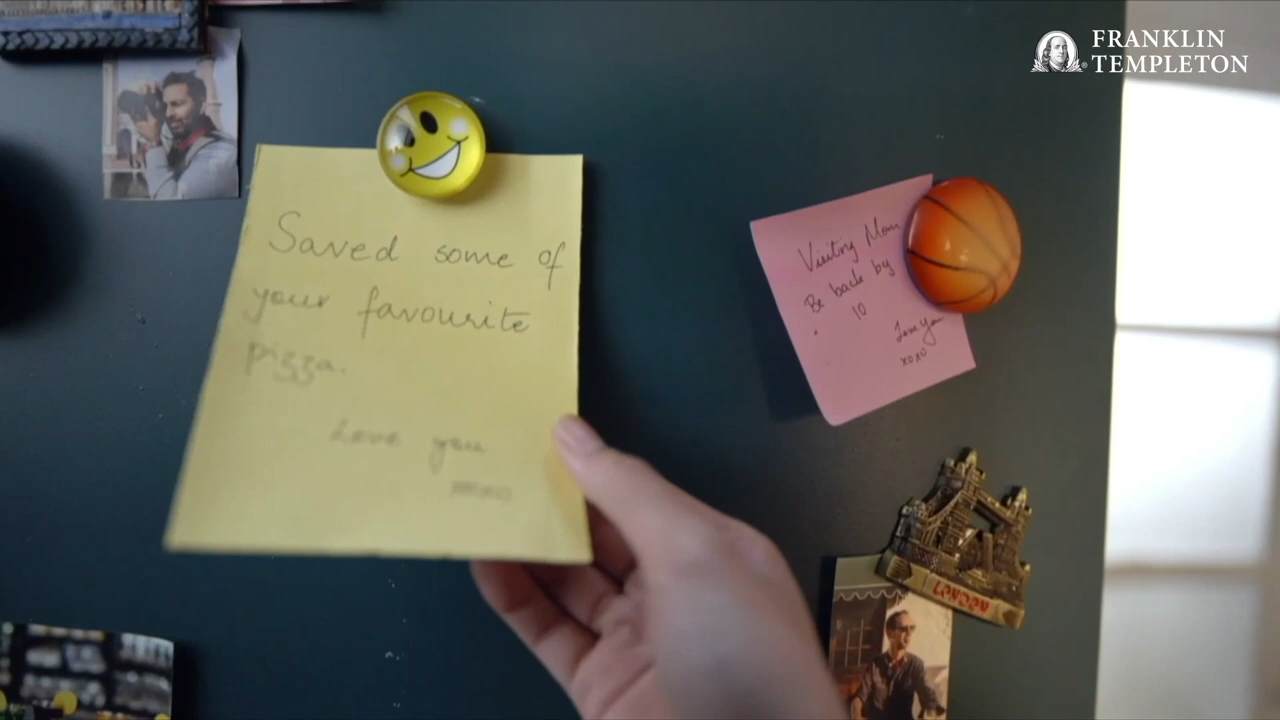 FRANKLIN
TEMPLETON
Saved some of
your favourite
pizza.
Love you
xoxo
Visiting Mom
Be back by
10
Love you
xoxo
LONDON